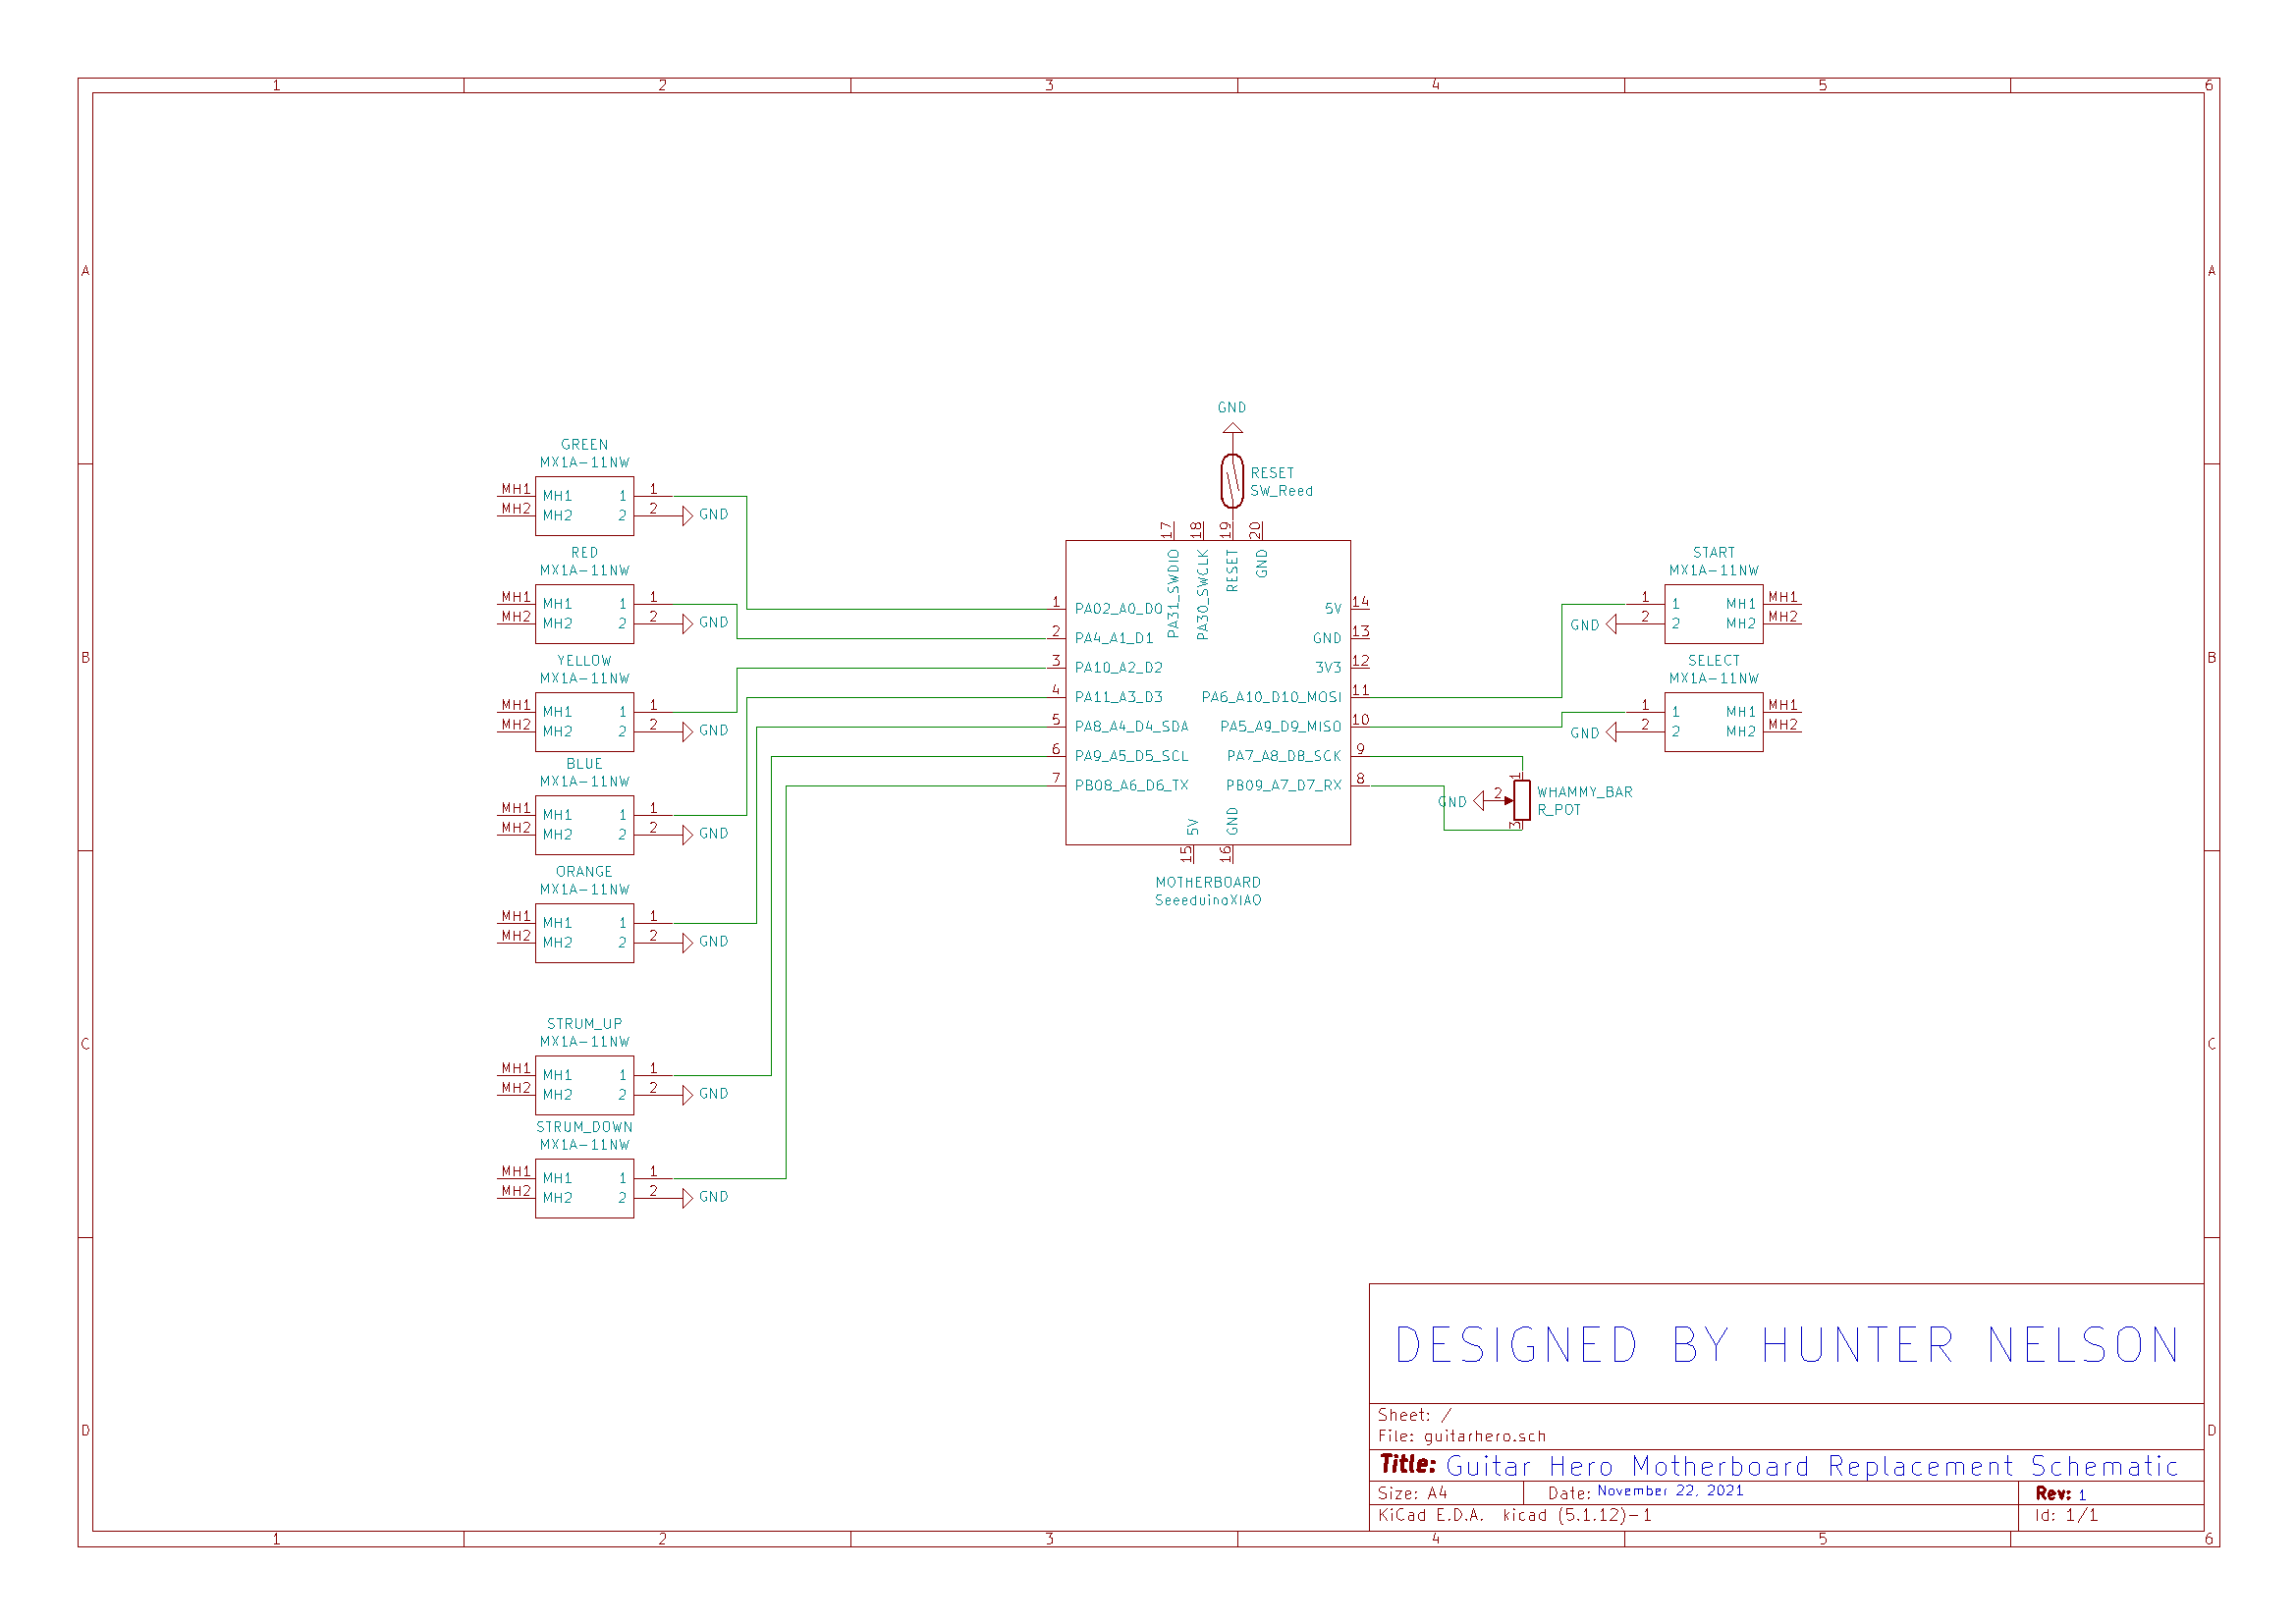 1 2 3 4 5 6
A A
GND
GREEN
MX1A-11NW
MH1 MH1 1 1
MH2 MH2 2 2 GND
RESET
SW_Reed
RED
MX1A-11NW
MH1 MH1 1 1
MH2 MH2 2 2 GND
YELLOW
MX1A-11NW
MH1 MH1 1 1
MH2 MH2 2 2 GND
BLUE
MX1A-11NW
MH1 MH1 1 1
MH2 MH2 2 2 GND
ORANGE
MX1A-11NW
MH1 MH1 1 1
MH2 MH2 2 2 GND
STRUM_UP
MX1A-11NW
MH1 MH1 1 1
MH2 MH2 2 2 GND
STRUM_DOWN
MX1A-11NW
MH1 MH1 1 1
MH2 MH2 2 2 GND
17 PA31_SWDIO
18 PA30_SWCLK
19 RESET
20 GND
1 PA02_A0_D0
2 PA4_A1_D1
3 PA10_A2_D2
4 PA11_A3_D3
5 PA8_A4_D4_SDA
6 PA9_A5_D5_SCL
7 PB08_A6_D6_TX
5V 14
GND 13
3V3 12
PA6_A10_D10_MOSI 11
PA5_A9_D9_MISO 10
PA7_A8_D8_SCK 9
PB09_A7_D7_RX 8
15 5V
16 GND
MOTHERBOARD
SeeeduinoXIAO
START
MX1A-11NW
1 1 MH1 MH1
GND 2 2 MH2 MH2
SELECT
MX1A-11NW
1 1 MH1 MH1
GND 2 2 MH2 MH2
1
GND 2 WHAMMY_BAR
R_POT
3
B B
C C
D D
DESIGNED BY HUNTER NELSON
Sheet: /
File: guitarhero.sch
Title: Guitar Hero Motherboard Replacement Schematic
Size: A4 Date: November 22, 2021 Rev: 1
KiCad E.D.A. kicad (5.1.12)-1 Id: 1/1
1 2 3 4 5 6